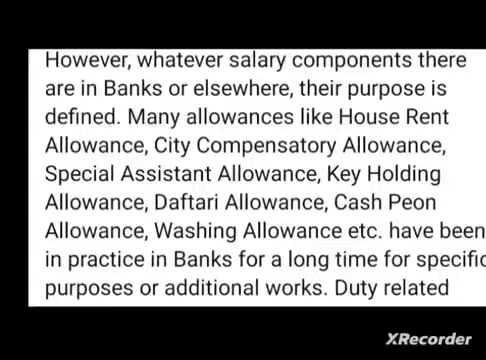 However, whatever salary components there
are in Banks or elsewhere, their purpose is
defined. Many allowances like House Rent
Allowance, City Compensatory Allowance,
Special Assistant Allowance, Key Holding
Allowance, Daftari Allowance, Cash Peon
Allowance, Washing Allowance etc. have been
in practice in Banks for a long time for specific
purposes or additional works. Duty related
XRecorder